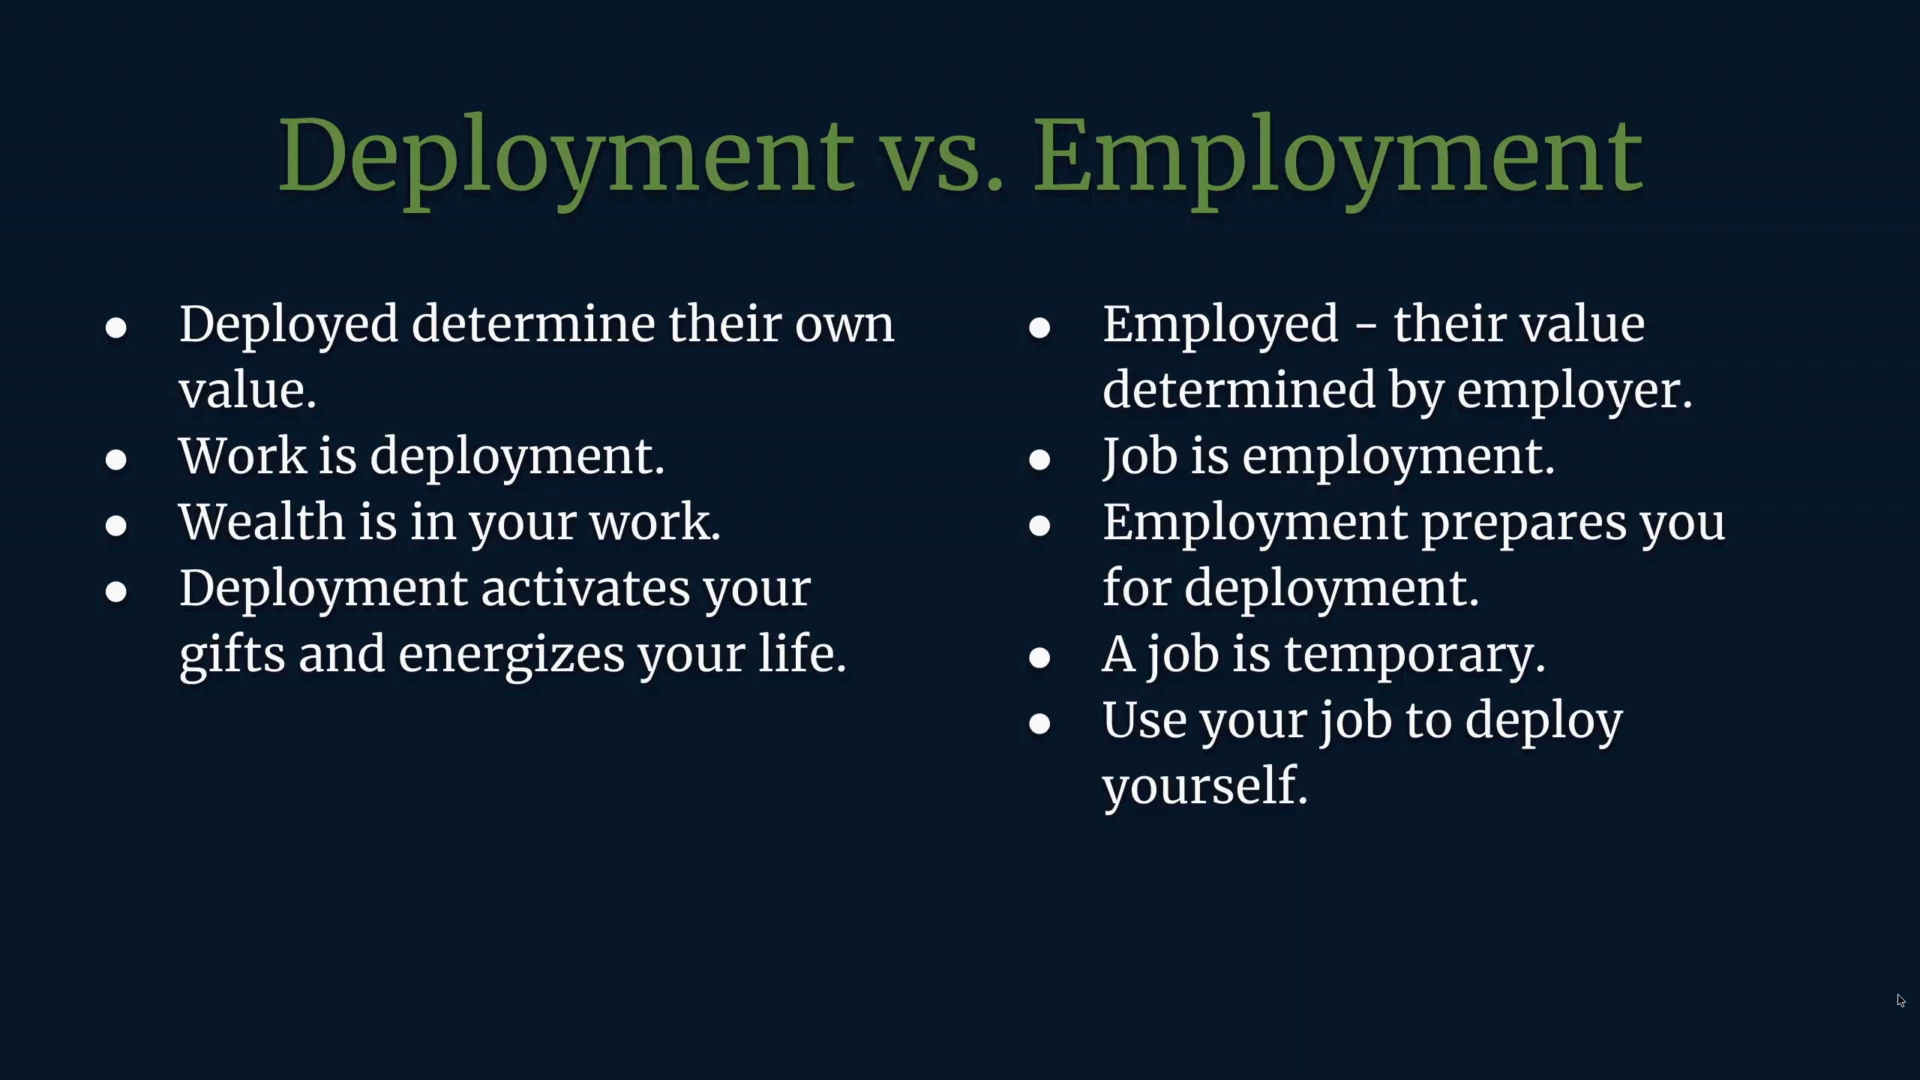 Deployment vs. Employment
● Deployed determine their own
value.
● Work is deployment.
● Wealth is in your work.
● Deployment activates your
gifts and energizes your life.
● Employed - their value
determined by employer.
● Job is employment.
● Employment prepares you
for deployment.
● A job is temporary.
● Use your job to deploy
yourself.